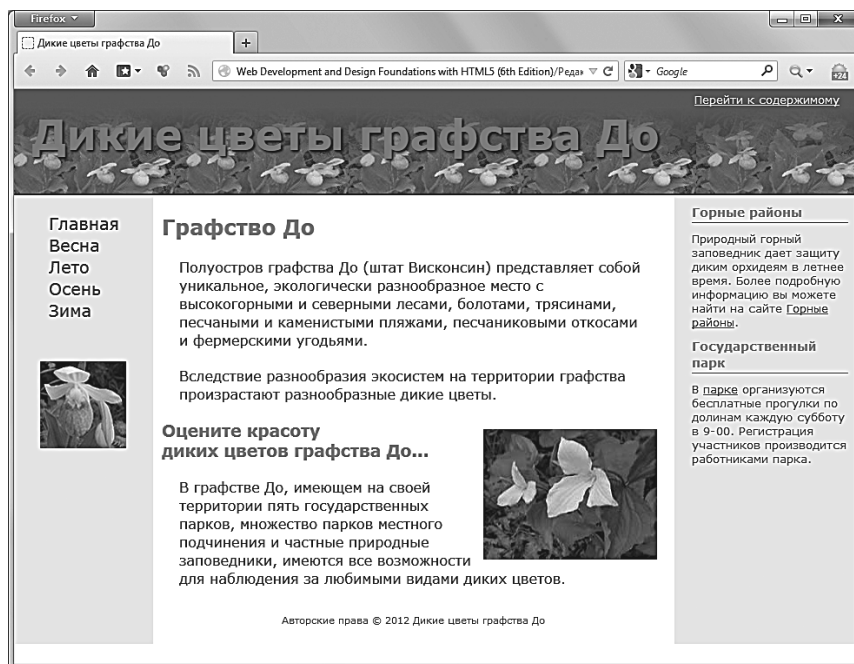 Firefox
Дикие цветы графства До
Web Development and Design Foundations with HTML5 (6th Edition)/Редак
Google
+24
Перейти к содержимому
Дикие цветы графства До
Главная
Весна
Лето
Осень
Зима
Графство До
Полуостров графства До (штат Висконсин) представляет собой
уникальное, экологически разнообразное место с
высокогорными и северными лесами, болотами, трясинами,
песчаными и каменистыми пляжами, песчаниковыми откосами
и фермерскими угодьями.
Вследствие разнообразия экосистем на территории графства
произрастают разнообразные дикие цветы.
Оцените красоту
диких цветов графства До...
В графстве До, имеющем на своей
территории пять государственных
парков, множество парков местного
подчинения и частные природные
заповедники, имеются все возможности
для наблюдения за любимыми видами диких цветов.
Горные районы
Природный горный
заповедник дает защиту
диким орхидеям в летнее
время. Более подробную
информацию вы можете
найти на сайте Горные
районы.
Государственный
парк
В парке организуются
бесплатные прогулки по
долинам каждую субботу
в 9-00. Регистрация
участников производится
работниками парка.
Авторские права © 2012 Дикие цветы графства До